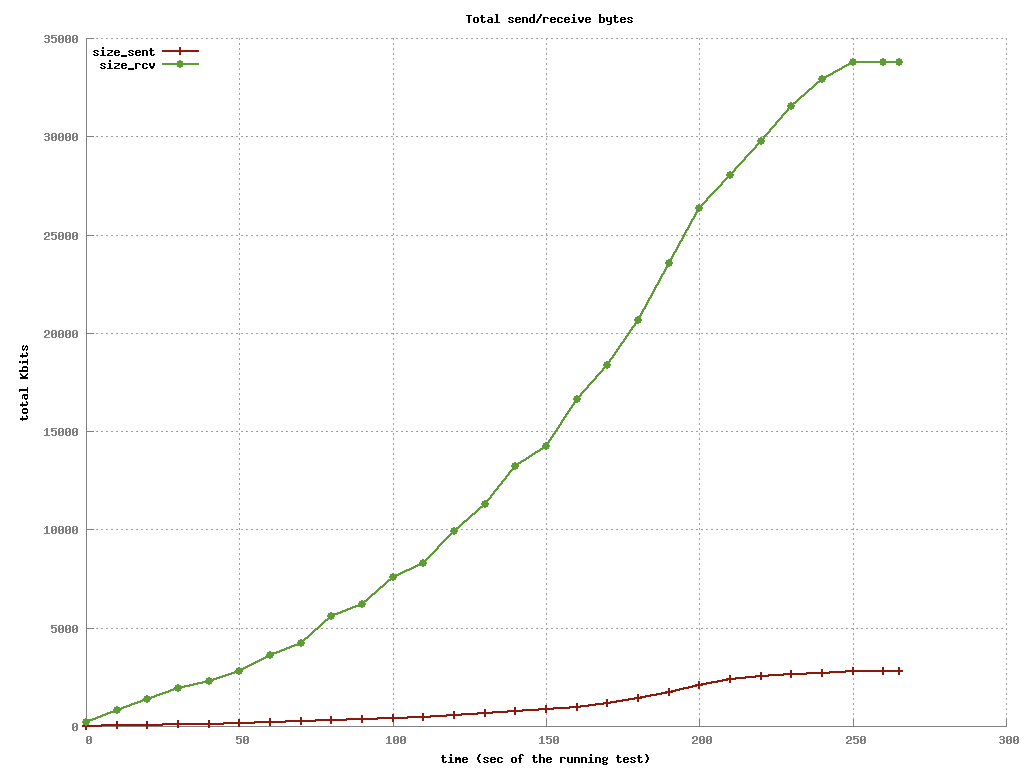 Total send/receive bytes
35000
size_sent
size_rcv
30000
25000
20000
total Kbits
15000
10000
5000
0
0 50 100 150 200 250 300
time (sec of the running test)